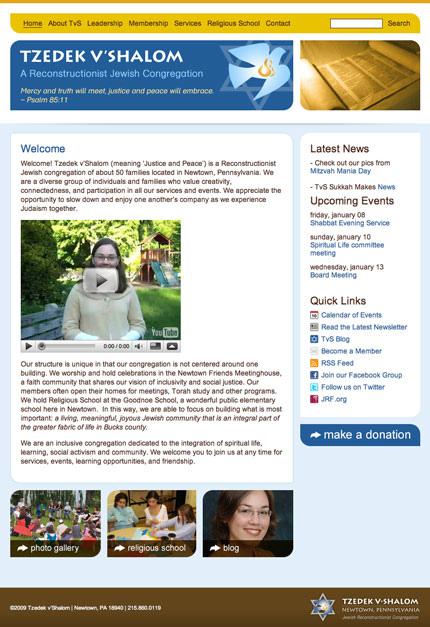 Home About TvS Leadership Membership Services Religious School Contact Search
TZEDEK V'SHALOM
A Reconstructionist Jewish Congregation
Mercy and truth will meet, justice and peace will embrace.
~ Psalm 85:11
Welcome
Welcome! Tzedek v'Shalom (meaning 'Justice and Peace') is a Reconstructionist
Jewish congregation of about 50 families located in Newtown, Pennsylvania. We
are a diverse group of individuals and families who value creativity,
connectedness, and participation in all our services and events. We appreciate the
opportunity to slow down and enjoy one another's company as we experience
Judaism together.
YouTube
0:00 / 0:00
Our structure is unique in that our congregation is not centered around one
building. We worship and hold celebrations in the Newtown Friends Meetinghouse,
a faith community that shares our vision of inclusivity and social justice. Our
members often open their homes for meetings, Torah study and other programs.
We hold Religious School at the Goodnoe School, a wonderful public elementary
school here in Newtown. In this way, we are able to focus on building what is most
important: a living, meaningful, joyous Jewish community that is an integral part of
the greater fabric of life in Bucks county.
We are an inclusive congregation dedicated to the integration of spiritual life,
learning, social activism and community. We welcome you to join us at any time for
services, events, learning opportunities, and friendship.
photo gallery
religious school
blog
Latest News
- Check out our pics from
Mitzvah Mania Day
- TvS Sukkah Makes News
Upcoming Events
friday, january 08
Shabbat Evening Service
sunday, january 10
Spiritual Life committee
meeting
wednesday, january 13
Board Meeting
Quick Links
Calendar of Events
Read the Latest Newsletter
TvS Blog
Become a Member
RSS Feed
Join our Facebook Group
Follow us on Twitter
JRF.org
make a donation
©2009 Tzedek v'Shalom | Newtown, PA 18940 | 215.860.0119
TZEDEK V'SHALOM
NEWTOWN, PENNSYLVANIA
Jewish Reconstructionist Congregation